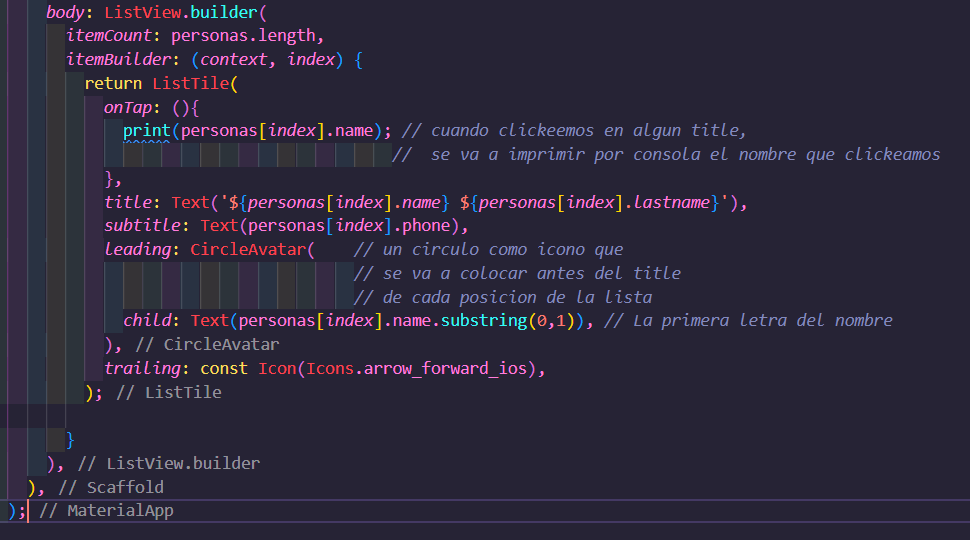 body: ListView.builder(
itemCount: personas.length,
itemBuilder: (context, index) {
return ListTile(
onTap: (){
print(personas[index].name); // cuando clickeemos en algun title,
//  se va a imprimir por consola el nombre que clickeamos
},
title: Text('${personas[index].name} ${personas[index].lastname}'),
subtitle: Text(personas[index].phone),
leading: CircleAvatar(    // un circulo como icono que
// se va a colocar antes del title
// de cada posicion de la lista
child: Text(personas[index].name.substring(0,1)), // La primera letra del nombre
), // CircleAvatar
trailing: const Icon(Icons.arrow_forward_ios),
); // ListTile
}
), // ListView.builder
), // Scaffold
); // MaterialApp